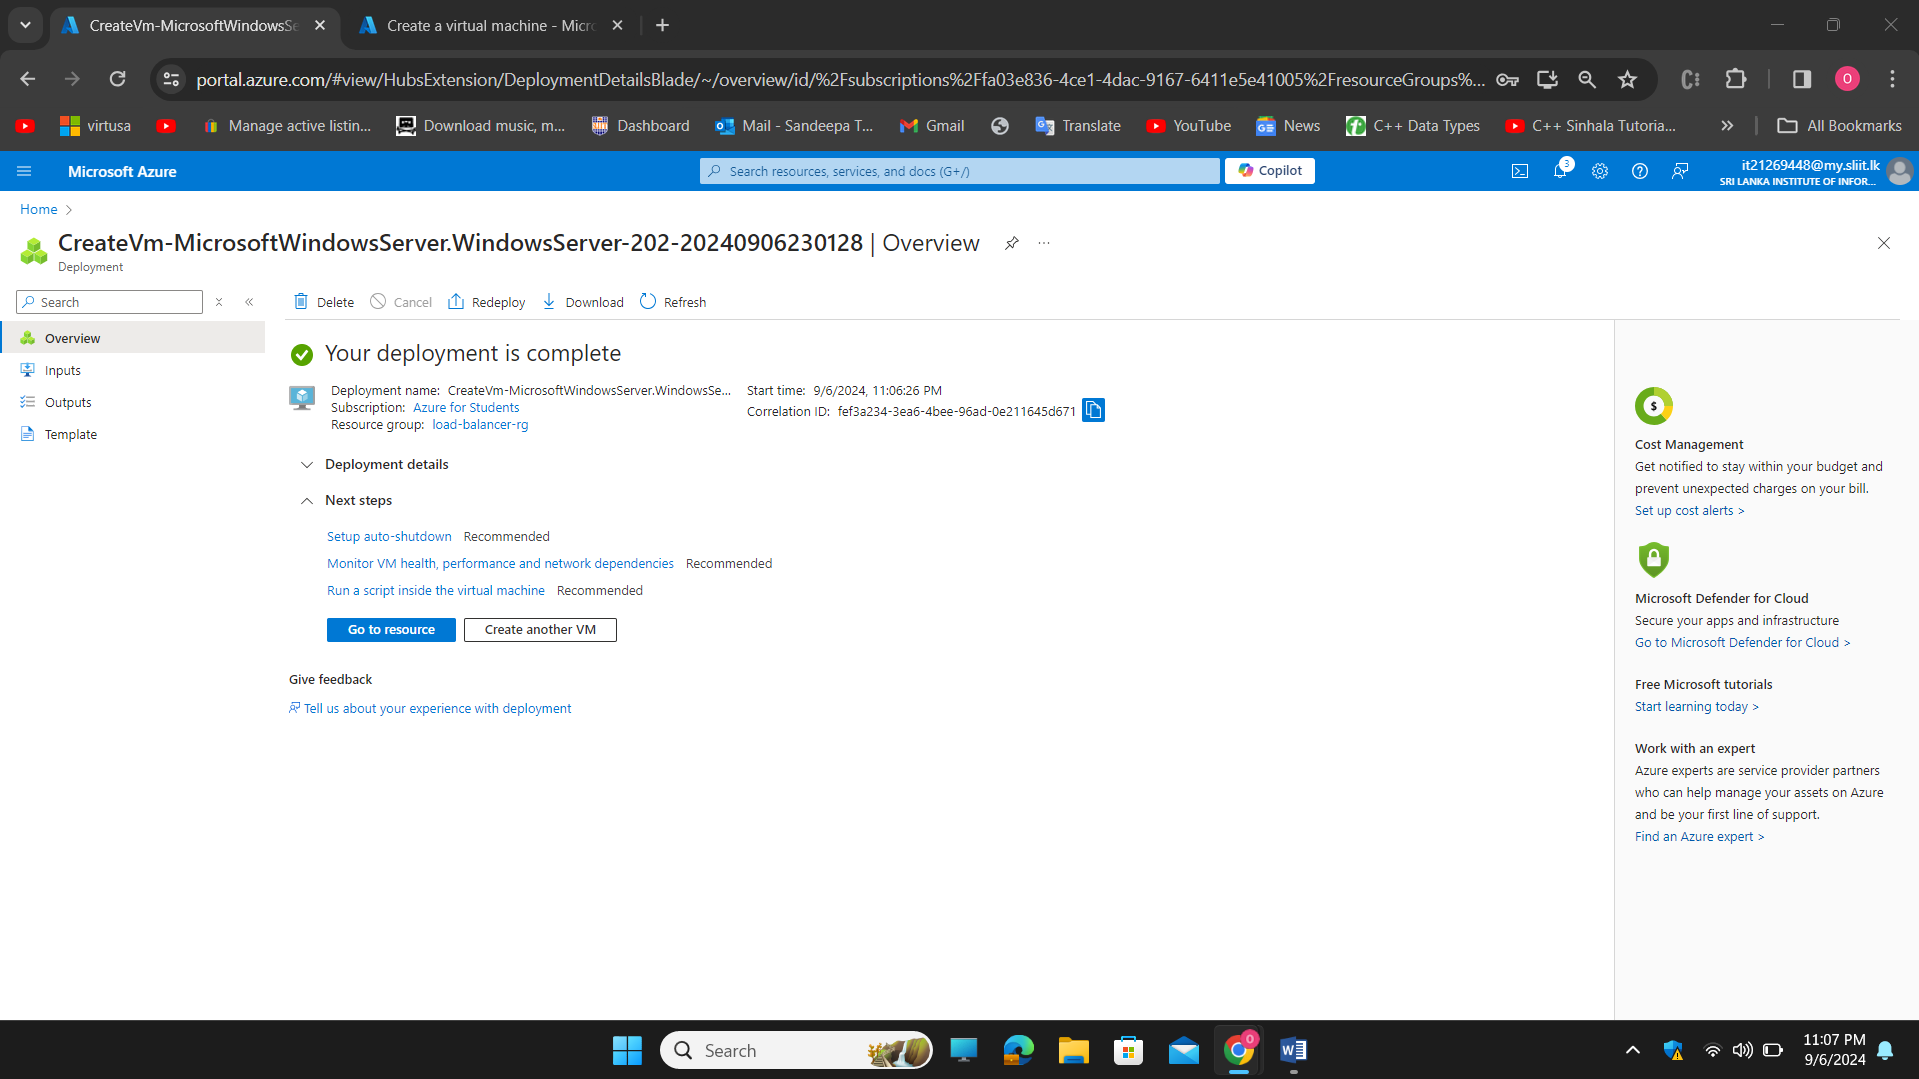 CreateVm-MicrosoftWindowsSe
Create a virtual machine - Micro
portal.azure.com/#view/HubsExtension/DeploymentDetailsBlade/~/overview/id/%2Fsubscriptions%2Ffa03e836-4ce1-4dac-9167-6411e5e41005%2FresourceGroups%...
O
virtusa
Manage active listin...
Download music, m...
Dashboard
Mail - Sandeepa T...
Gmail
Translate
YouTube
News
C++ Data Types
C++ Sinhala Tutoria...
All Bookmarks
Microsoft Azure
Search resources, services, and docs (G+/)
Copilot
3
it21269448@my.sliit.lk
SRI LANKA INSTITUTE OF INFOR...
Home
CreateVm-MicrosoftWindowsServer.WindowsServer-202-20240906230128 | Overview
Deployment
Search
Delete
Cancel
Redeploy
Download
Refresh
Overview
Inputs
Outputs
Template
Your deployment is complete
Deployment name: CreateVm-MicrosoftWindowsServer.WindowsSe...
Subscription: Azure for Students
Resource group: load-balancer-rg
Start time: 9/6/2024, 11:06:26 PM
Correlation ID: fef3a234-3ea6-4bee-96ad-0e211645d671
Deployment details
Next steps
Setup auto-shutdown Recommended
Monitor VM health, performance and network dependencies Recommended
Run a script inside the virtual machine Recommended
Go to resource
Create another VM
Give feedback
Tell us about your experience with deployment
$
Cost Management
Get notified to stay within your budget and
prevent unexpected charges on your bill.
Set up cost alerts >
Microsoft Defender for Cloud
Secure your apps and infrastructure
Go to Microsoft Defender for Cloud >
Free Microsoft tutorials
Start learning today >
Work with an expert
Azure experts are service provider partners
who can help manage your assets on Azure
and be your first line of support.
Find an Azure expert >
Search
11:07 PM
9/6/2024